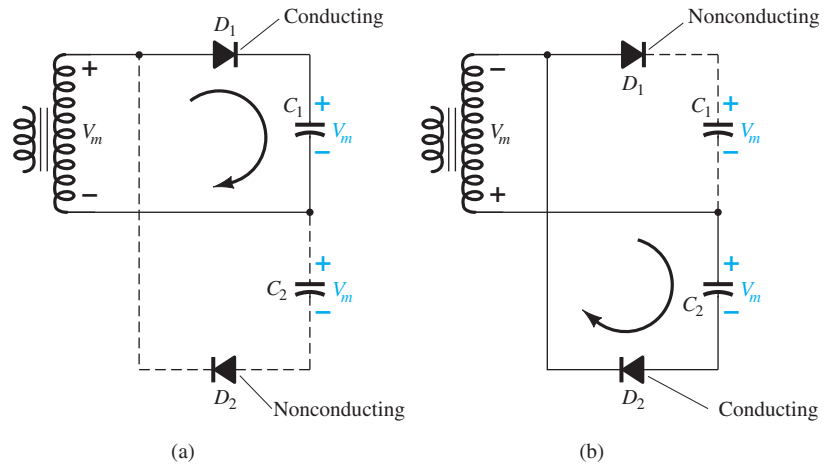 D1
Conducting
+
Vm
−
C1
+
Vm
−
C2
+
Vm
−
D2
Nonconducting
(a)
Nonconducting
D1
−
Vm
+
C1
+
Vm
−
C2
+
Vm
−
D2
Conducting
(b)